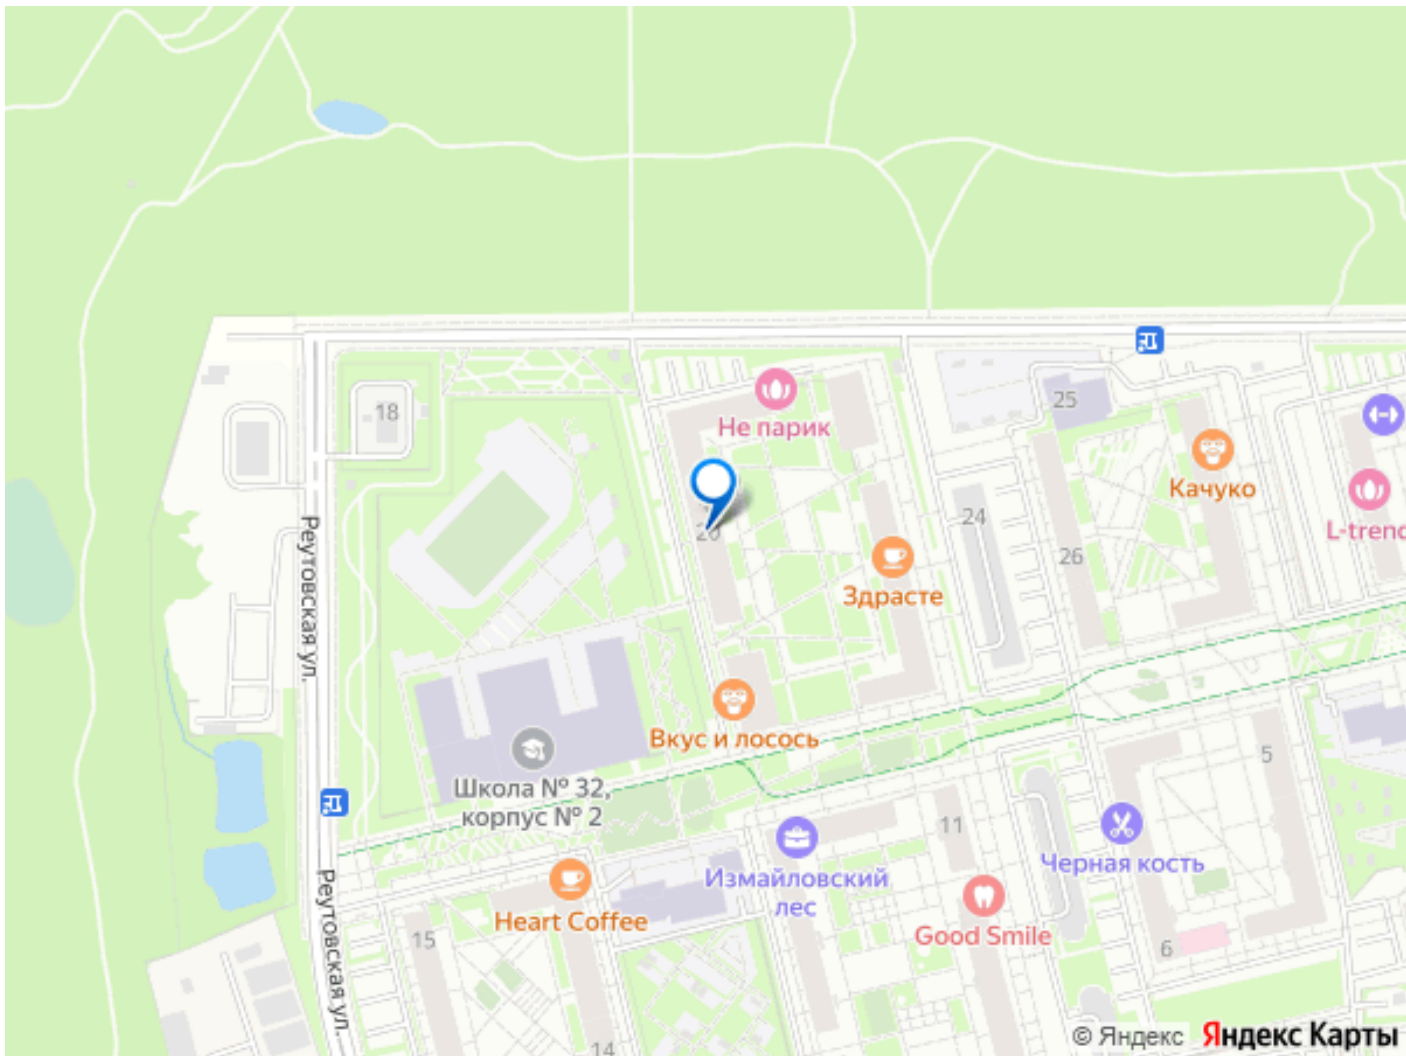 18
Не парик
25
Качуко
L-trend
24
20
26
Здрасте
Реутовская ул.
Вкус и лосось
Школа № 32,
корпус № 2
5
11
Черная кость
Измайловский
лес
Реутовская ул.
Heart Coffee
15
Good Smile
6
14
© Яндекс Яндекс Карты